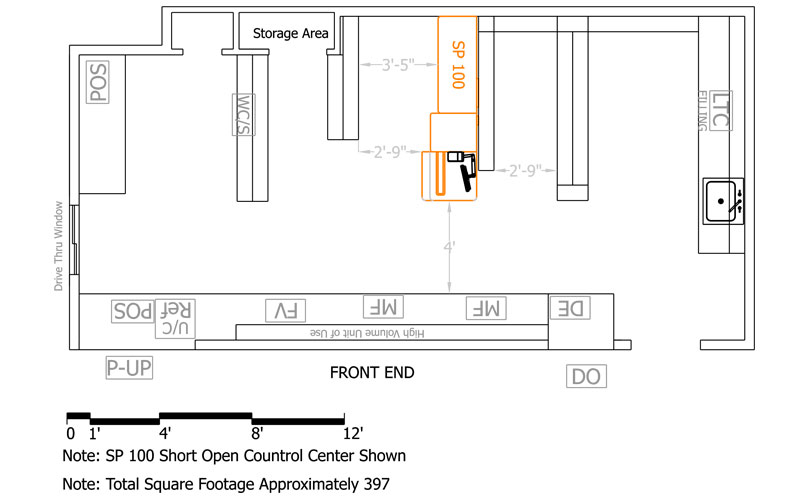 Storage Area
POS
WC/S
3'-5"
SP 100
LTC
FILLING
2'-9"
2'-9"
4'
Drive Thru Window
POS
U/C
Ref
FV
MF
MF
DE
High Volume Unit of Use
P-UP
FRONT END
DO
0 1' 4' 8' 12'
Note: SP 100 Short Open Countrol Center Shown
Note: Total Square Footage Approximately 397